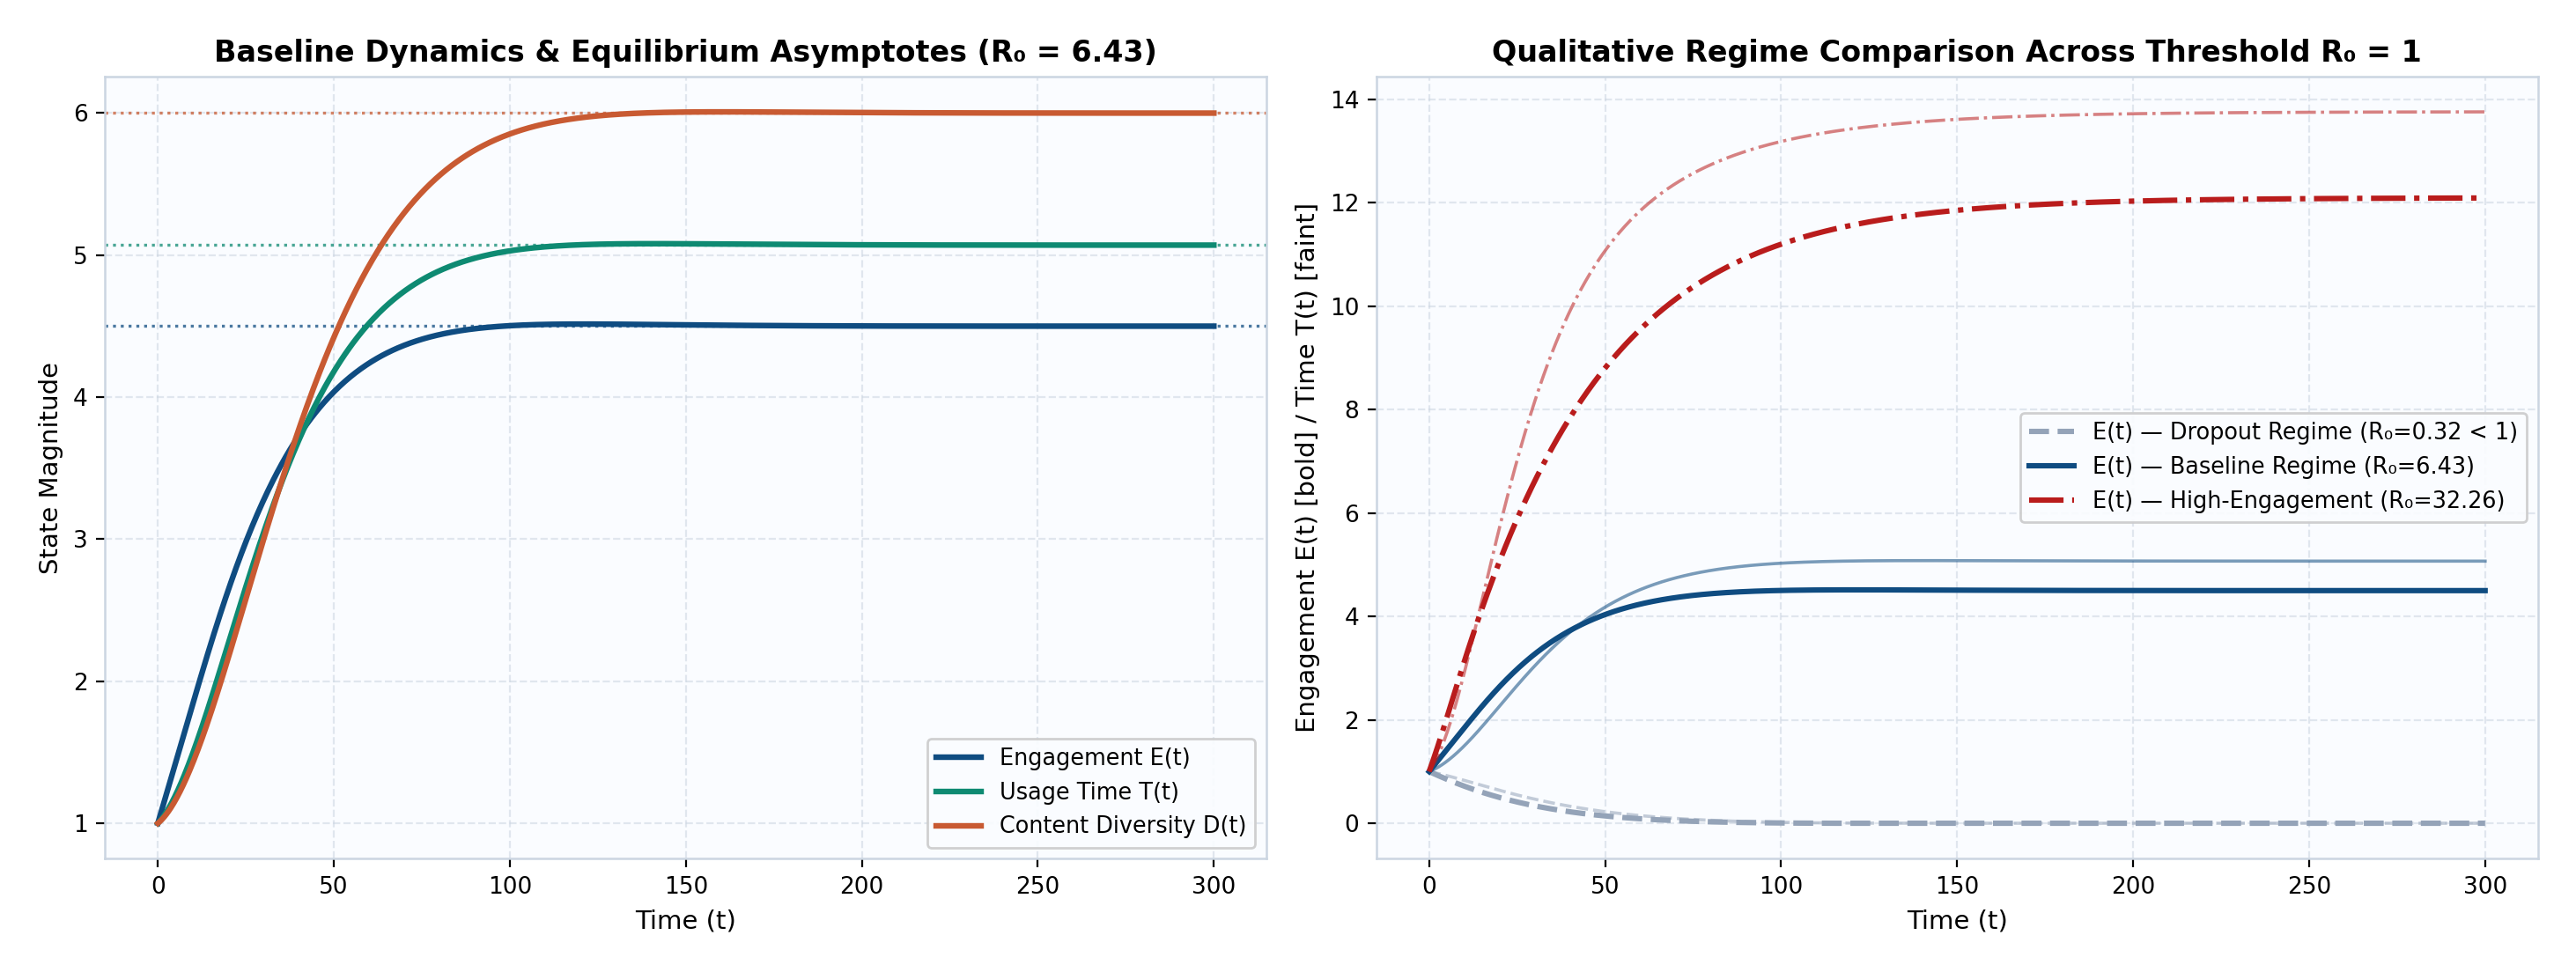 Baseline Dynamics & Equilibrium Asymptotes (R₀ = 6.43)
State Magnitude
6
5
4
3
2
1
Engagement E(t)
Usage Time T(t)
Content Diversity D(t)
0 50 100 150 200 250 300
Time (t)
Qualitative Regime Comparison Across Threshold R₀ = 1
Engagement E(t) [bold] / Time T(t) [faint]
14
12
10
8
6
4
2
0
E(t) — Dropout Regime (R₀=0.32 < 1)
E(t) — Baseline Regime (R₀=6.43)
E(t) — High-Engagement (R₀=32.26)
0 50 100 150 200 250 300
Time (t)